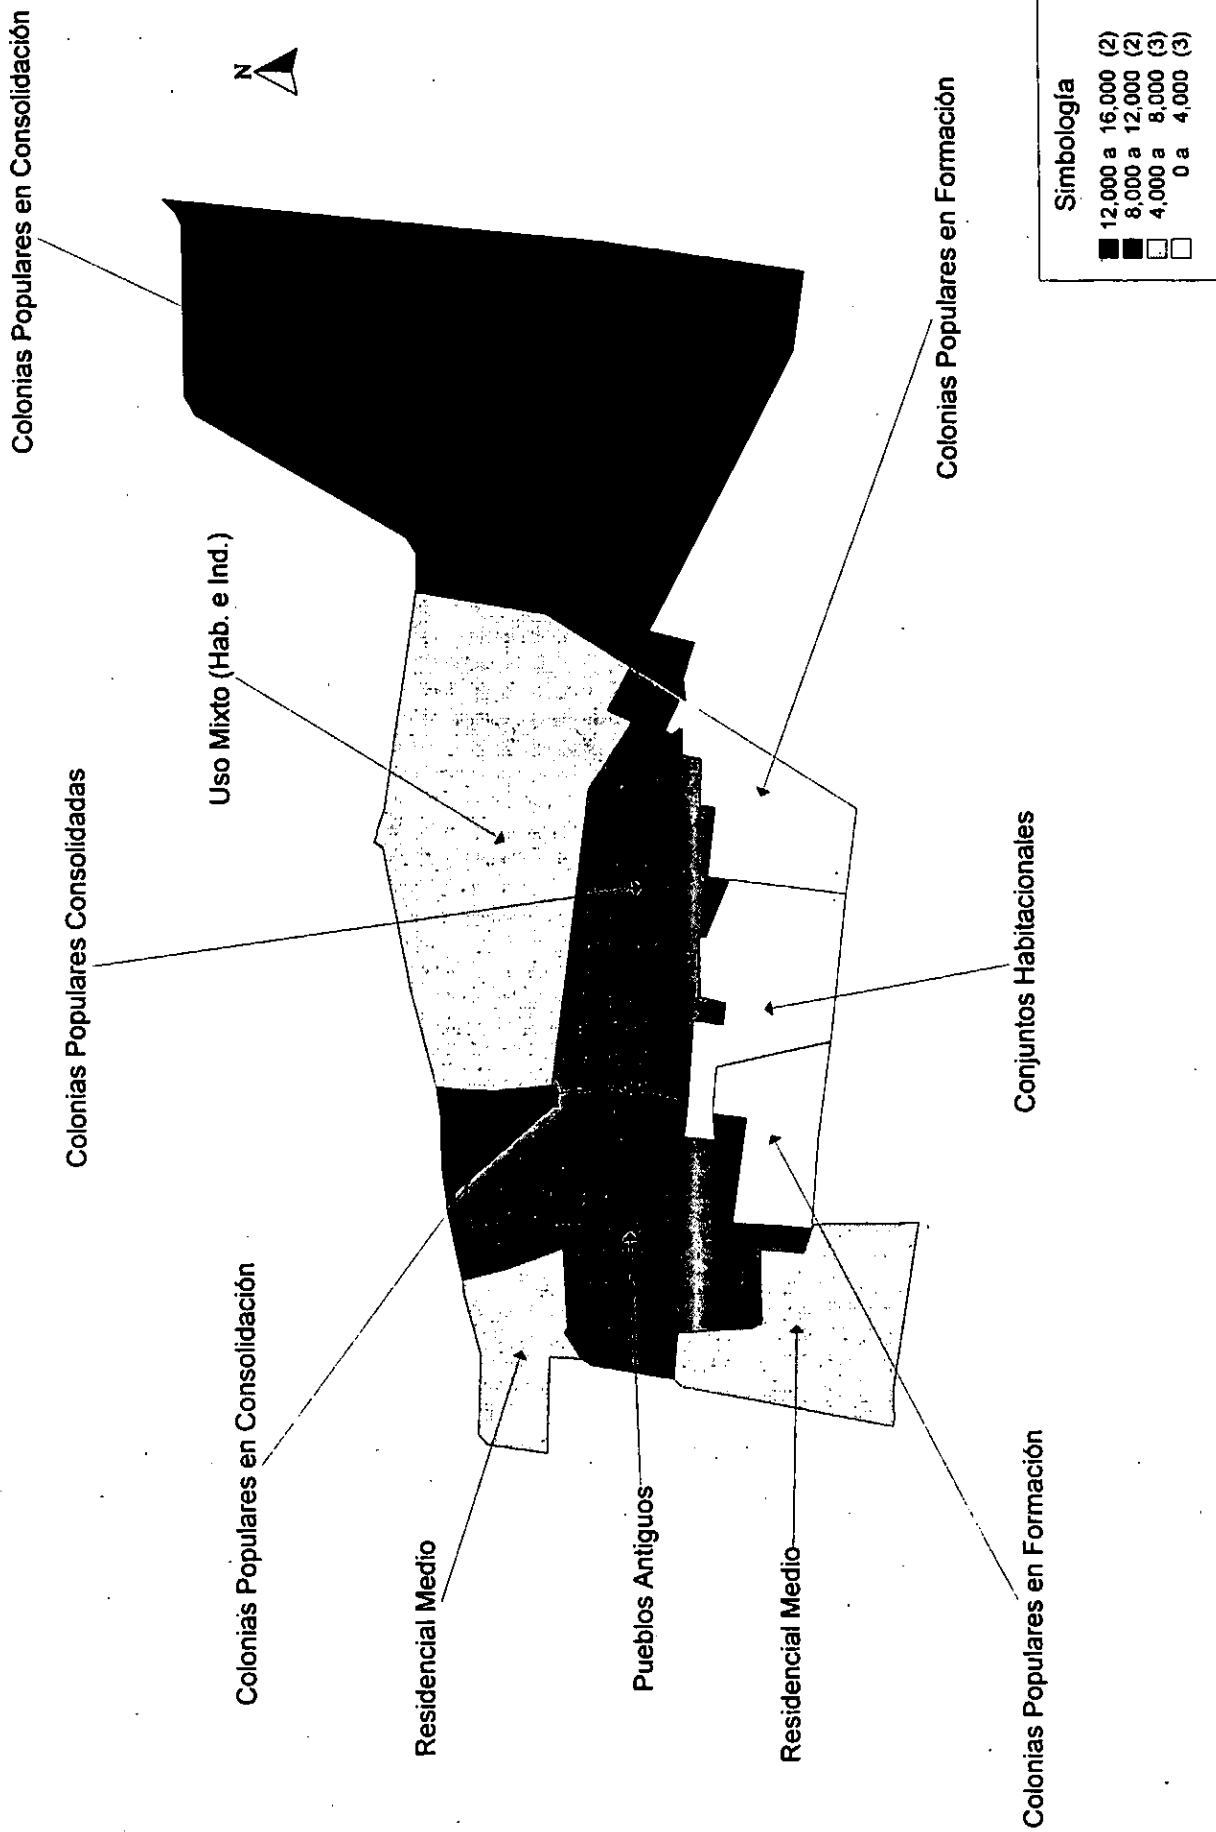 Colonias Populares en Consolidación
N
Colonias Populares Consolidadas
Uso Mixto (Hab. e Ind.)
Colonias Populares en Consolidación
Residencial Medio
Pueblos Antiguos
Residencial Medio
Colonias Populares en Formación
Conjuntos Habitacionales
Colonias Populares en Formación
Simbología
12,000 a 16,000 (2)
8,000 a 12,000 (2)
4,000 a 8,000 (3)
0 a 4,000 (3)